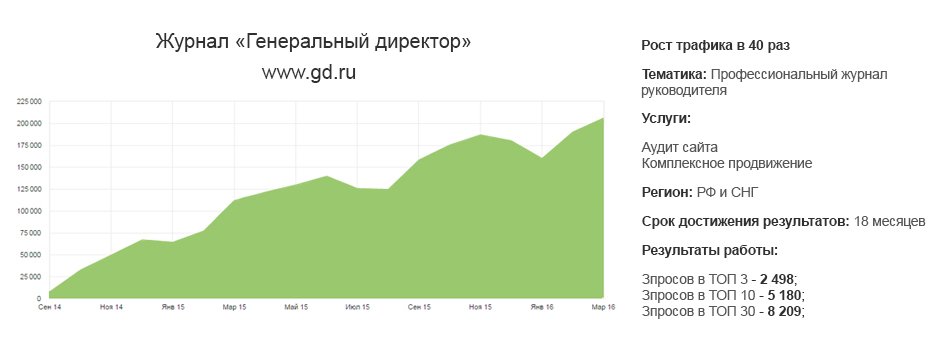 Журнал «Генеральный директор»
www.gd.ru
225 000
200 000
175 000
150 000
125 000
100 000
75 000
50 000
25 000
0
Сен 14 Ноя 14 Янв 15 Мар 15 Май 15 Июл 15 Сен 15 Ноя 15 Янв 16 Мар 16
Рост трафика в 40 раз
Тематика: Профессиональный журнал
руководителя
Услуги:
Аудит сайта
Комплексное продвижение
Регион: РФ и СНГ
Срок достижения результатов: 18 месяцев
Результаты работы:
Зпросов в ТОП 3 - 2 498;
Зпросов в ТОП 10 - 5 180;
Зпросов в ТОП 30 - 8 209;